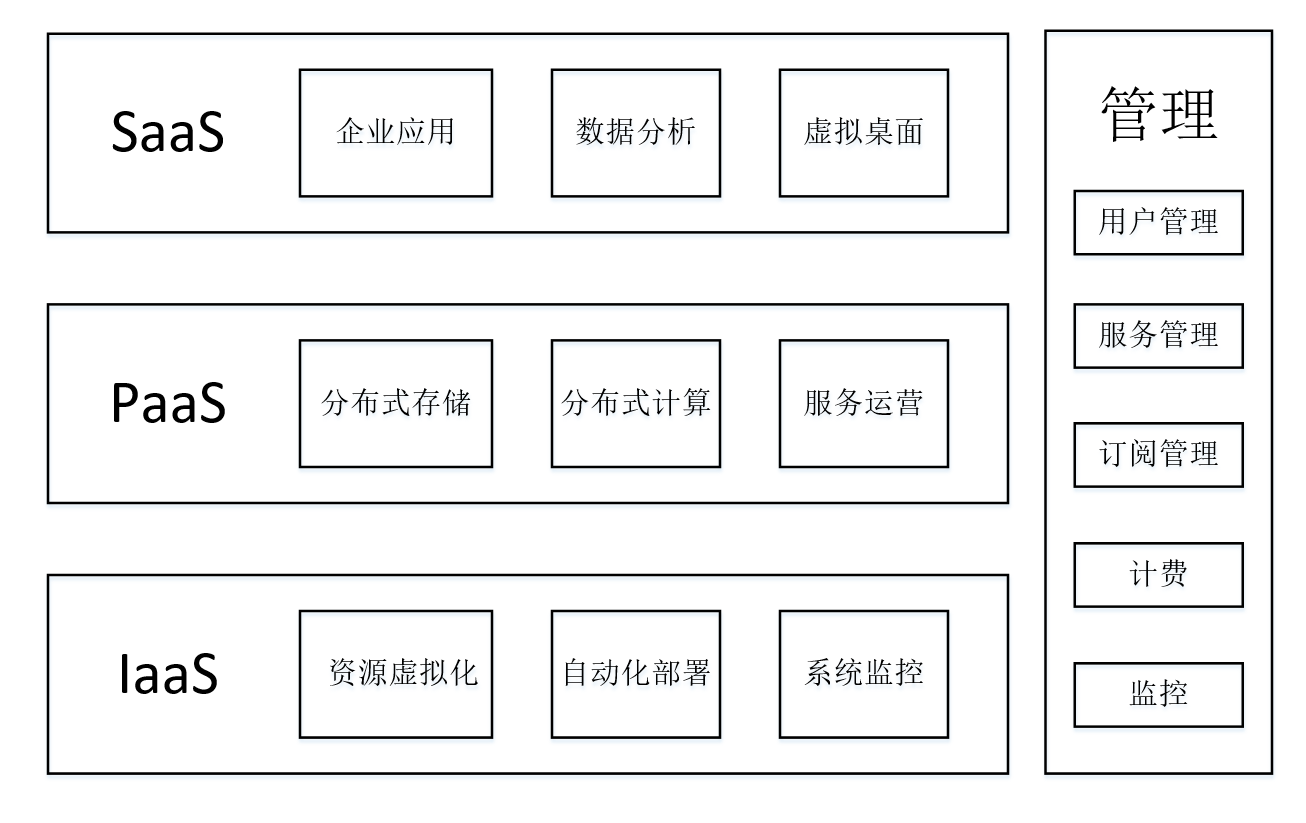 SaaS
企业应用
数据分析
虚拟桌面
PaaS
分布式存储
分布式计算
服务运营
IaaS
资源虚拟化
自动化部署
系统监控
管理
用户管理
服务管理
订阅管理
计费
监控